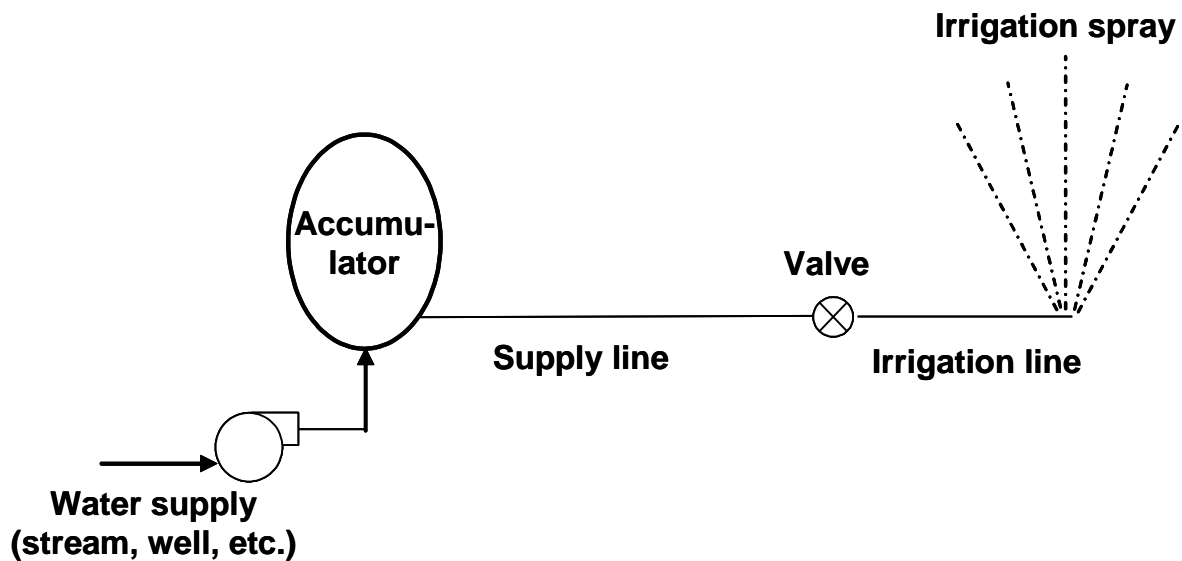 Irrigation spray
Accumu-
lator
Valve
Supply line
Irrigation line
Water supply
(stream, well, etc.)